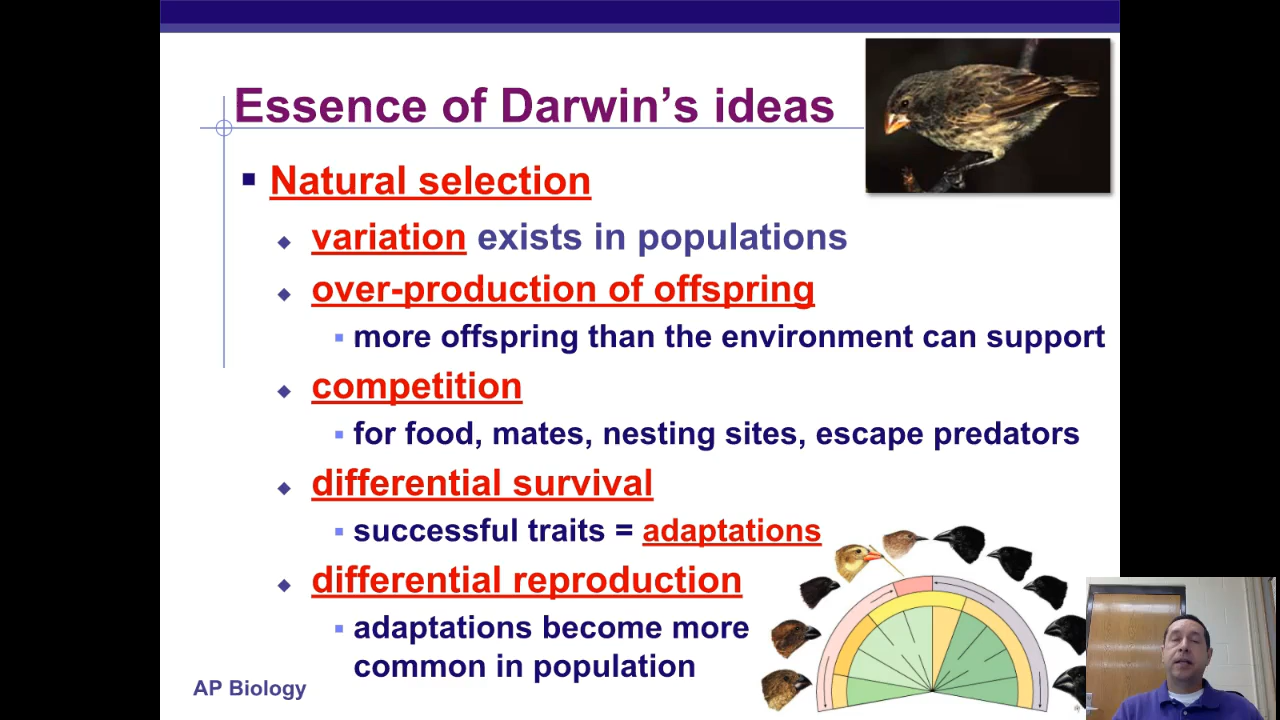 Essence of Darwin's ideas
Natural selection
variation exists in populations
over-production of offspring
more offspring than the environment can support
competition
for food, mates, nesting sites, escape predators
differential survival
successful traits = adaptations
differential reproduction
adaptations become more
common in population
AP Biology